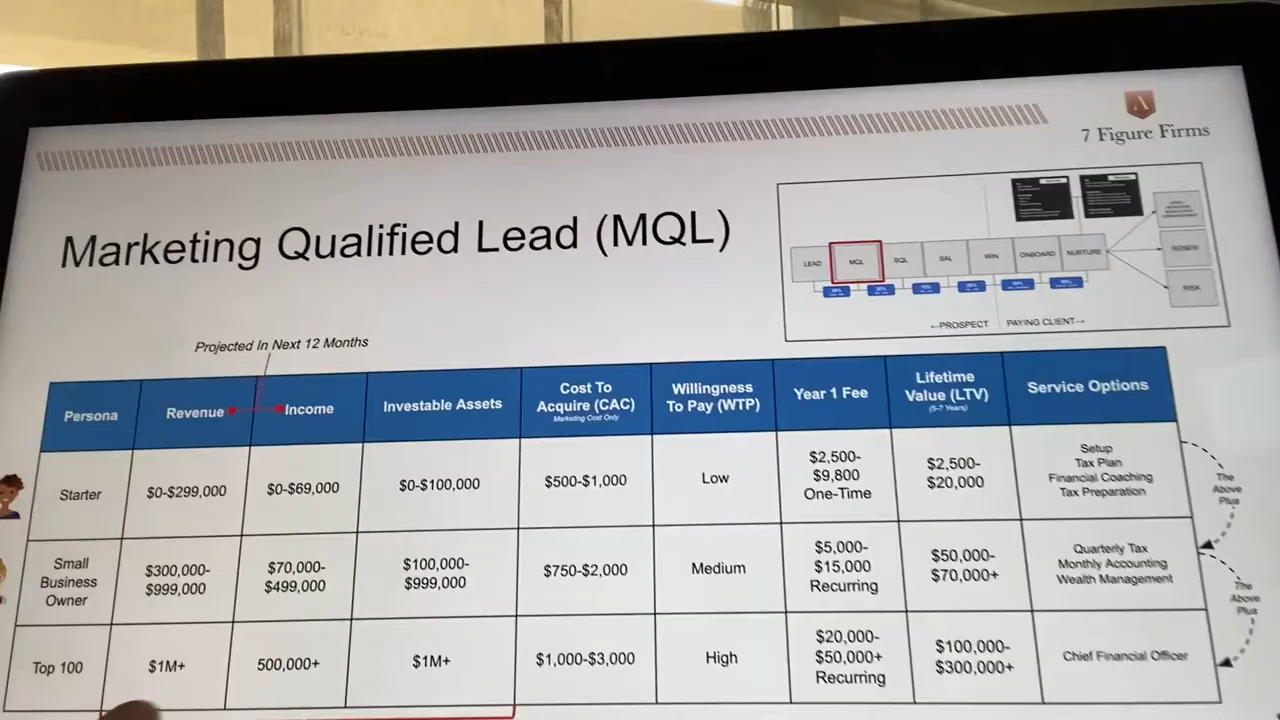 7 Figure Firms
Marketing Qualified Lead (MQL)
LEAD
MQL
SQL
SAL
WIN
ONBOARD
NURTURE
RENEW
RISK
←PROSPECT
PAYING CLIENT→
Projected In Next 12 Months
Persona
Revenue
Income
Investable Assets
Cost To
Acquire (CAC)
Marketing Cost Only
Willingness
To Pay (WTP)
Year 1 Fee
Lifetime
Value (LTV)
(5-7 Years)
Service Options
Starter
$0-$299,000
$0-$69,000
$0-$100,000
$500-$1,000
Low
$2,500-
$9,800
One-Time
$2,500-
$20,000
Setup
Tax Plan
Financial Coaching
Tax Preparation
The
Above
Plus
Small
Business
Owner
$300,000-
$999,000
$70,000-
$499,000
$100,000-
$999,000
$750-$2,000
Medium
$5,000-
$15,000
Recurring
$50,000-
$70,000+
Quarterly Tax
Monthly Accounting
Wealth Management
The
Above
Plus
Top 100
$1M+
500,000+
$1M+
$1,000-$3,000
High
$20,000-
$50,000+
Recurring
$100,000-
$300,000+
Chief Financial Officer